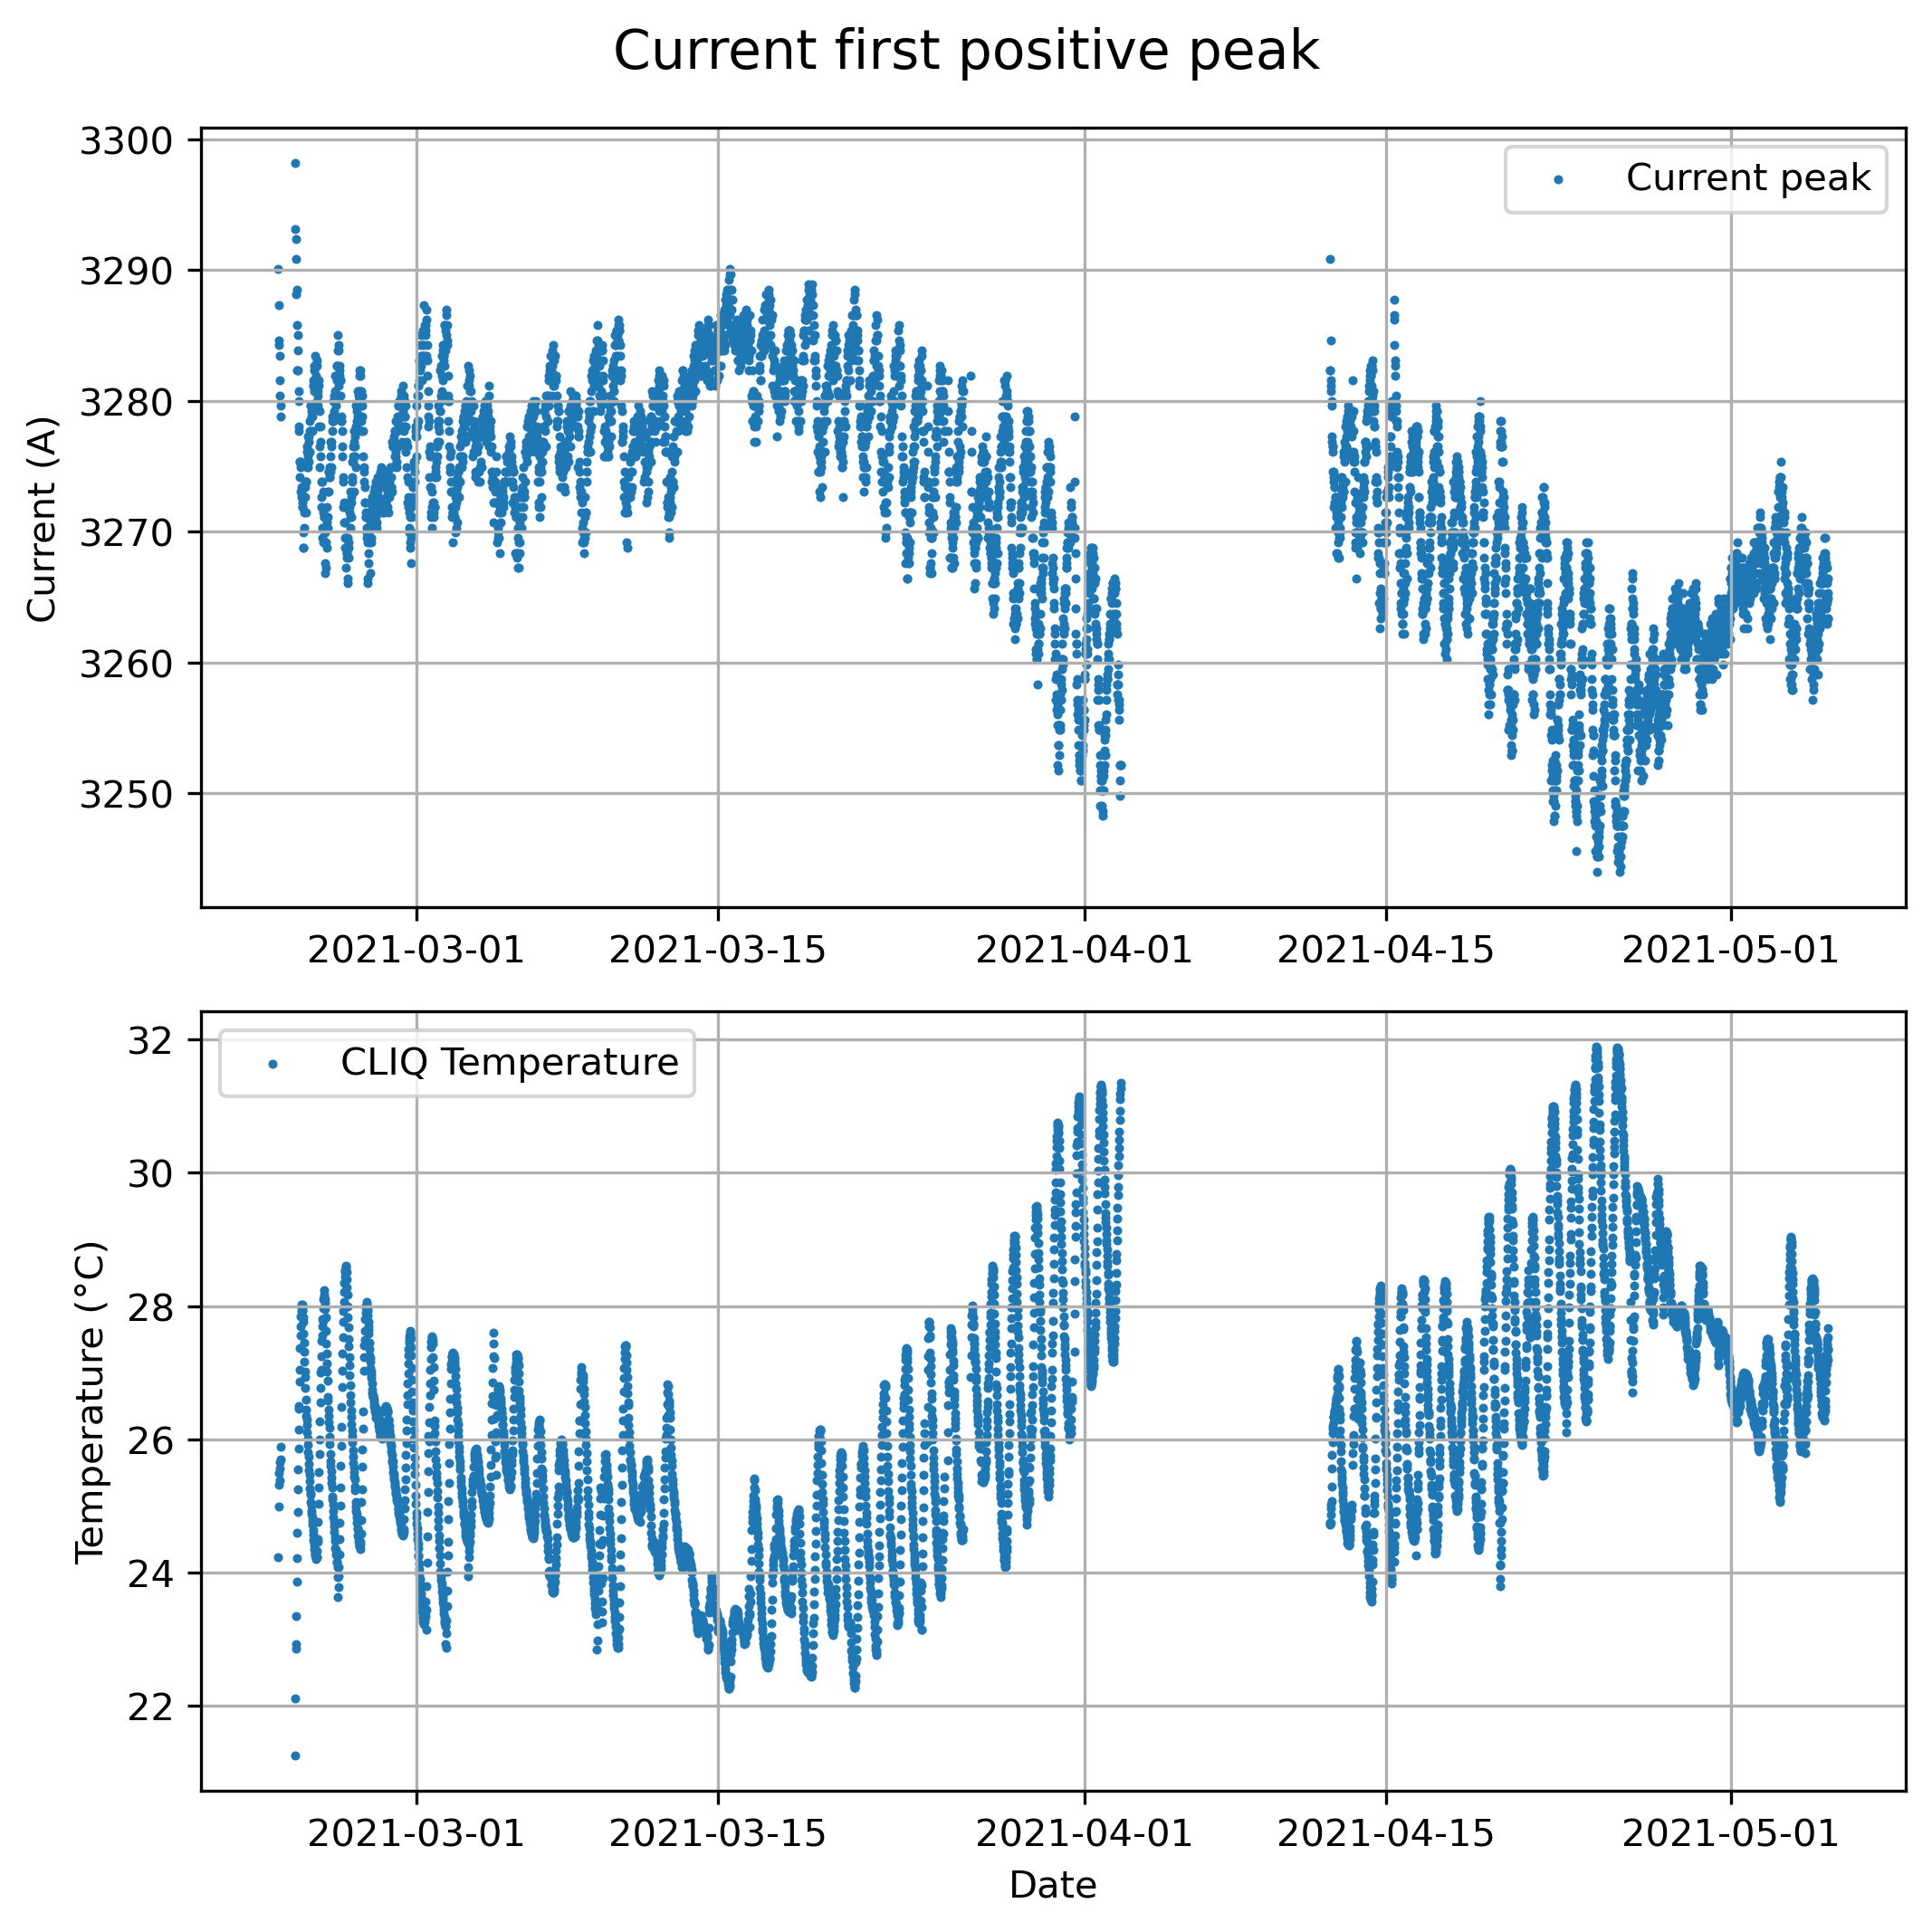 Current first positive peak
3300
3290
3280
3270
3260
3250
Current (A)
Current peak
2021-03-01 2021-03-15 2021-04-01 2021-04-15 2021-05-01
32
30
28
26
24
22
Temperature (°C)
CLIQ Temperature
2021-03-01 2021-03-15 2021-04-01 2021-04-15 2021-05-01
Date